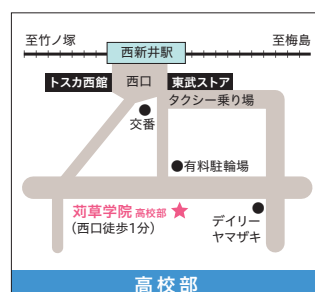 至竹ノ塚
至梅島
西新井駅
トスカ西館
西口
東武ストア
タクシー乗り場
交番
有料駐輪場
苅草学院 高校部
(西口徒歩1分)
デイリー
ヤマザキ
高校部